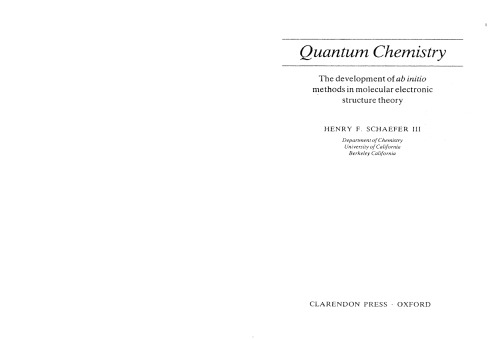 Quantum Chemistry
The development of ab initio
methods in molecular electronic
structure theory
HENRY F. SCHAEFER III
Department of Chemistry
University of California
Berkeley California
CLARENDON PRESS · OXFORD